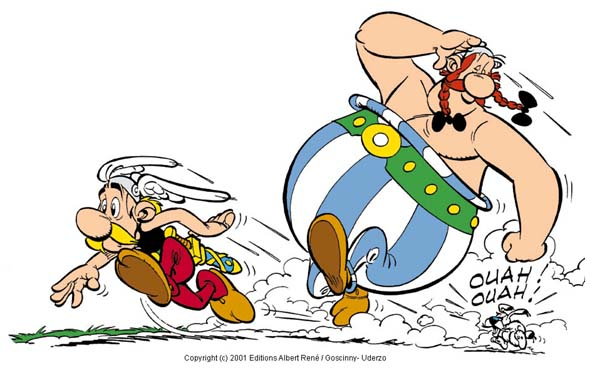 OUAH!
OUAH!
Copyright (c) 2001 Editions Albert René / Goscinny- Uderzo